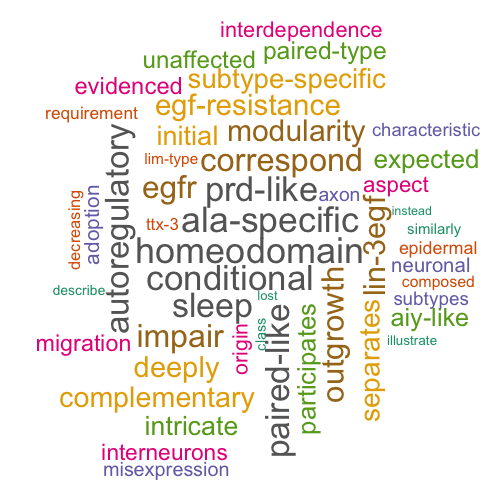 interdependence
unaffected
paired-type
evidenced
subtype-specific
egf-resistance
requirement
initial
modularity
characteristic
lim-type
correspond
expected
egfr
prd-like
axon
aspect
decreasing
adoption
autoregulatory
ttx-3
ala-specific
lin-3egf
instead
similarly
homeodomain
epidermal
neuronal
conditional
composed
describe
sleep
lost
subtypes
class
origin
paired-like
participates
outgrowth
separates
aiy-like
migration
impair
illustrate
deeply
complementary
intricate
interneurons
misexpression